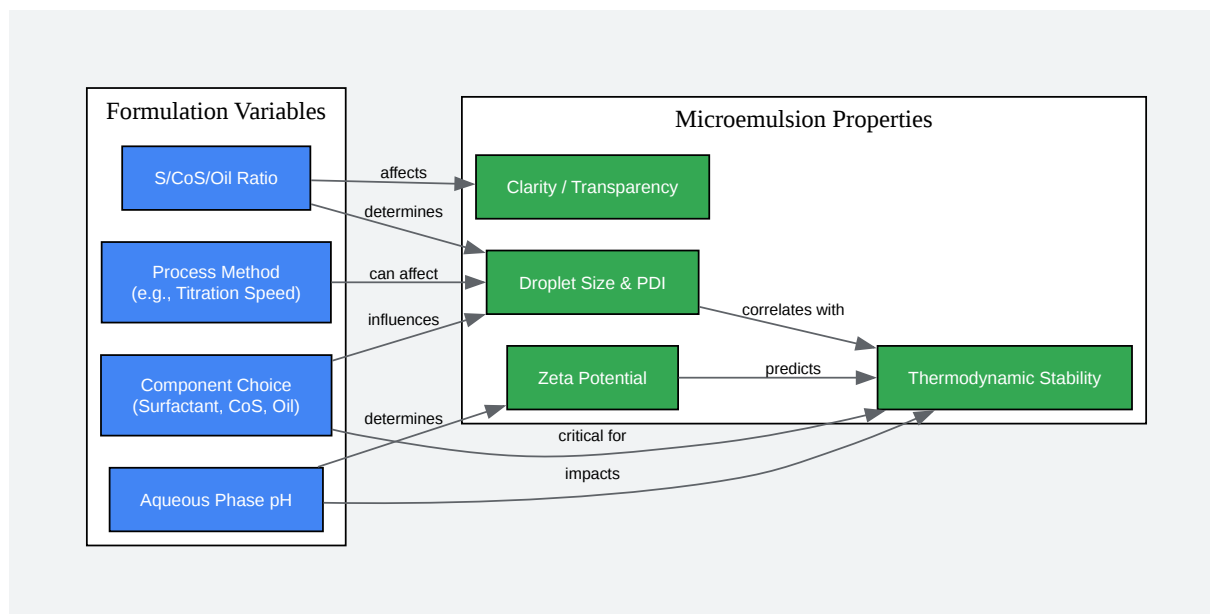 Formulation Variables
S/CoS/Oil Ratio
Process Method
(e.g., Titration Speed)
Component Choice
(Surfactant, CoS, Oil)
Aqueous Phase pH
affects
determines
can affect
influences
determines
critical for
impacts
Microemulsion Properties
Clarity / Transparency
Droplet Size & PDI
Zeta Potential
correlates with
predicts
Thermodynamic Stability